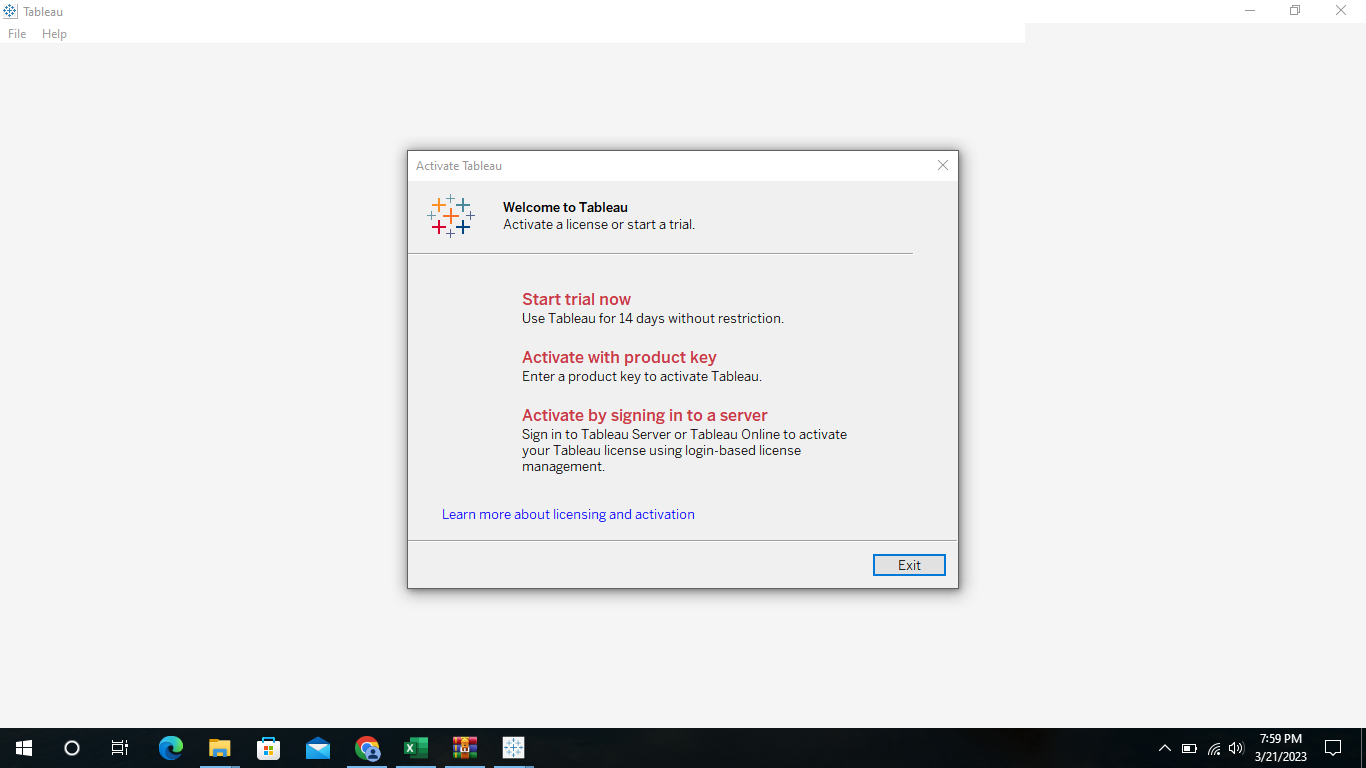 Tableau
File Help
Activate Tableau
Welcome to Tableau
Activate a license or start a trial.
Start trial now
Use Tableau for 14 days without restriction.
Activate with product key
Enter a product key to activate Tableau.
Activate by signing in to a server
Sign in to Tableau Server or Tableau Online to activate
your Tableau license using login-based license
management.
Learn more about licensing and activation
Exit
7:59 PM
3/21/2023